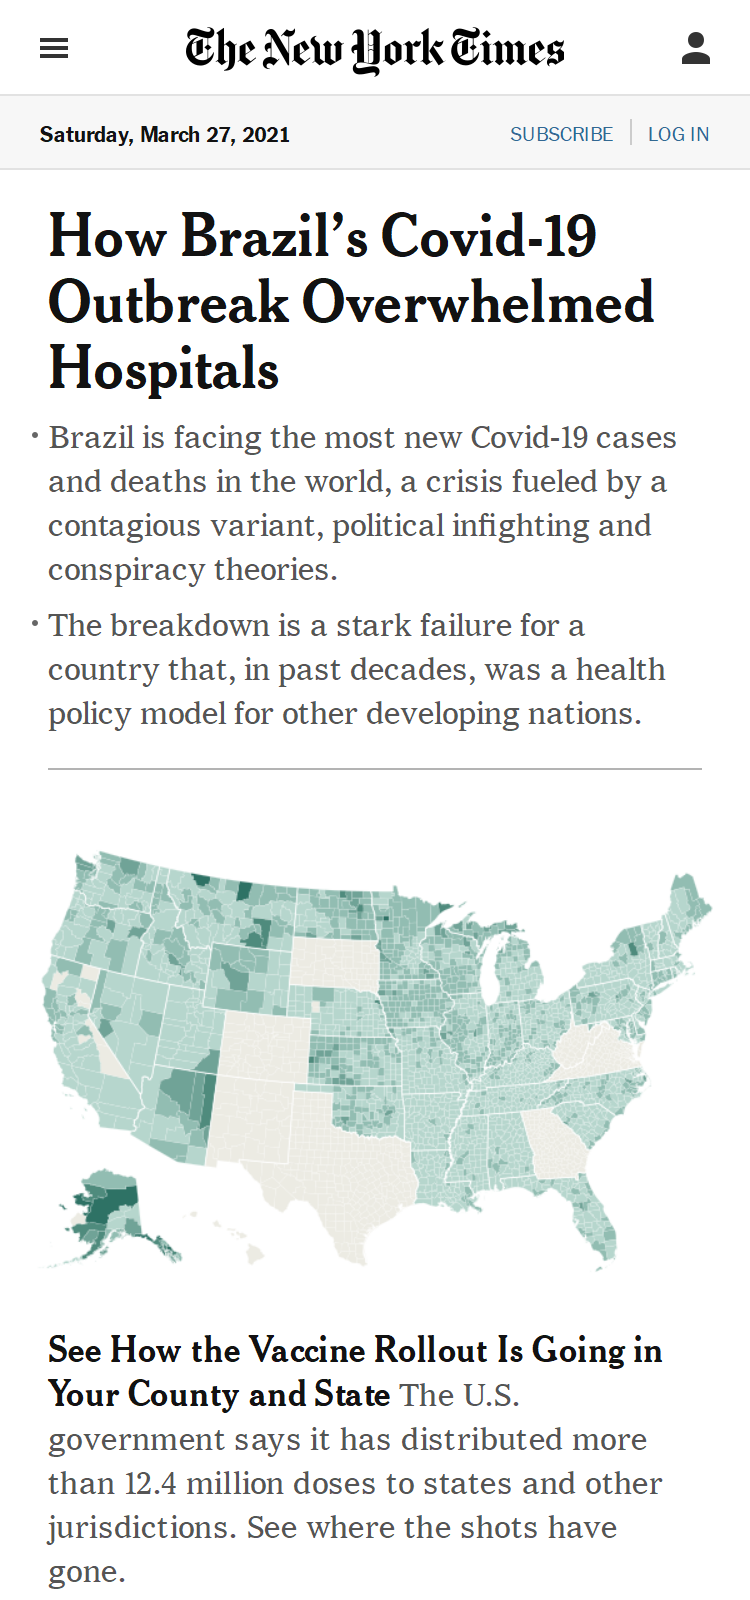 The New York Times
Saturday, March 27, 2021
SUBSCRIBE
LOG IN
How Brazil’s Covid-19
Outbreak Overwhelmed
Hospitals
• Brazil is facing the most new Covid-19 cases
and deaths in the world, a crisis fueled by a
contagious variant, political infighting and
conspiracy theories.
• The breakdown is a stark failure for a
country that, in past decades, was a health
policy model for other developing nations.
See How the Vaccine Rollout Is Going in
Your County and State The U.S.
government says it has distributed more
than 12.4 million doses to states and other
jurisdictions. See where the shots have
gone.